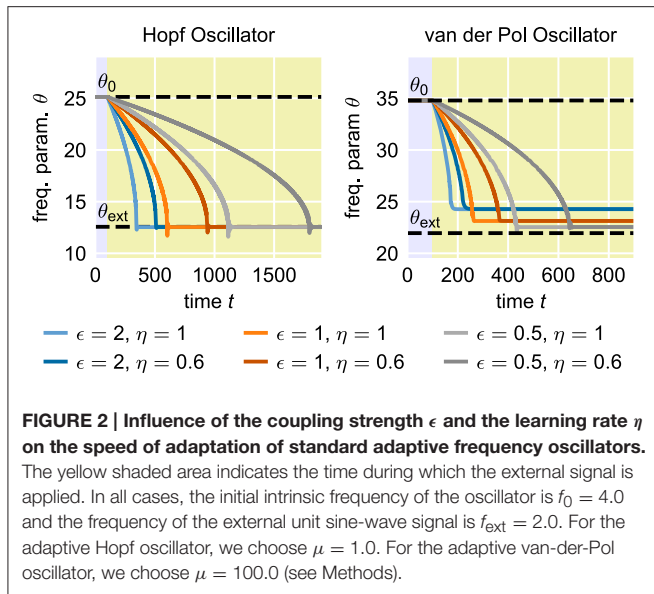 Hopf Oscillator
van der Pol Oscillator
freq. param. θ
25
20
15
10
θ0
θext
0 500 1000 1500
time t
freq. param. θ
35
30
25
20
θ0
θext
0 200 400 600 800
time t
ϵ = 2, η = 1 ϵ = 1, η = 1 ϵ = 0.5, η = 1
ϵ = 2, η = 0.6 ϵ = 1, η = 0.6 ϵ = 0.5, η = 0.6
FIGURE 2 | Influence of the coupling strength ϵ and the learning rate η
on the speed of adaptation of standard adaptive frequency oscillators.
The yellow shaded area indicates the time during which the external signal is
applied. In all cases, the initial intrinsic frequency of the oscillator is f0 = 4.0
and the frequency of the external unit sine-wave signal is fext = 2.0. For the
adaptive Hopf oscillator, we choose μ = 1.0. For the adaptive van-der-Pol
oscillator, we choose μ = 100.0 (see Methods).